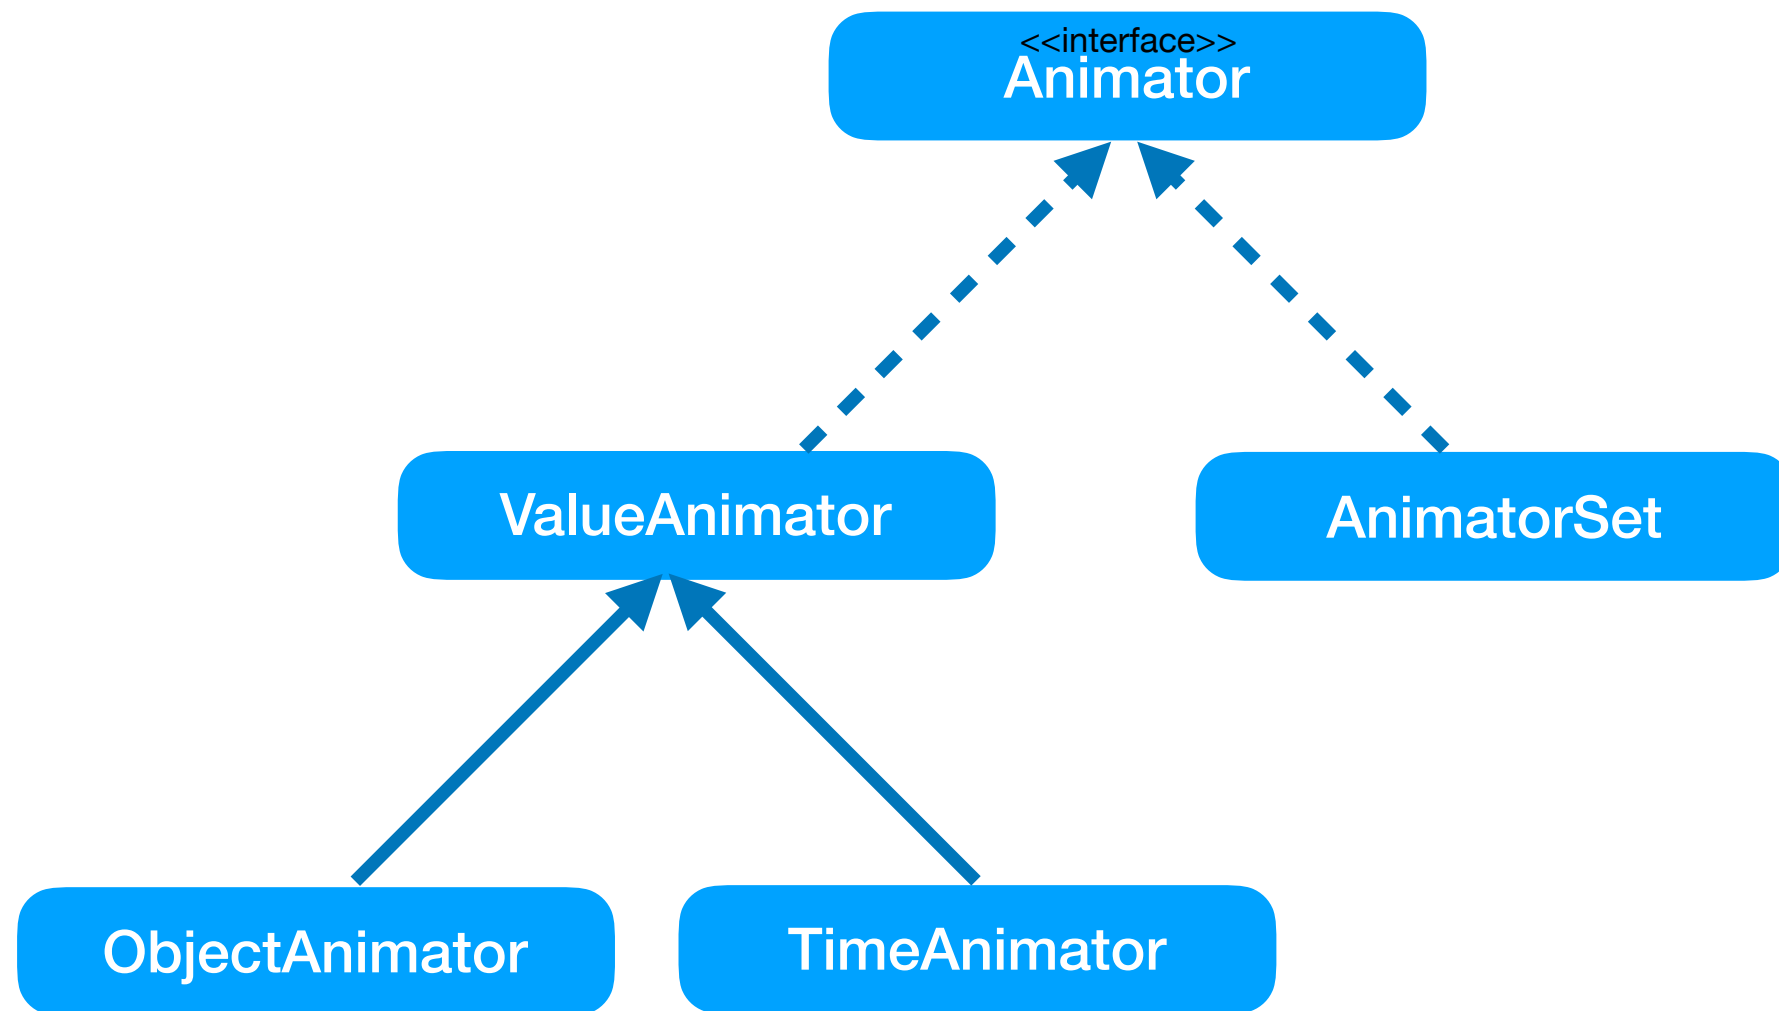 <<interface>>
Animator
ValueAnimator
AnimatorSet
ObjectAnimator
TimeAnimator